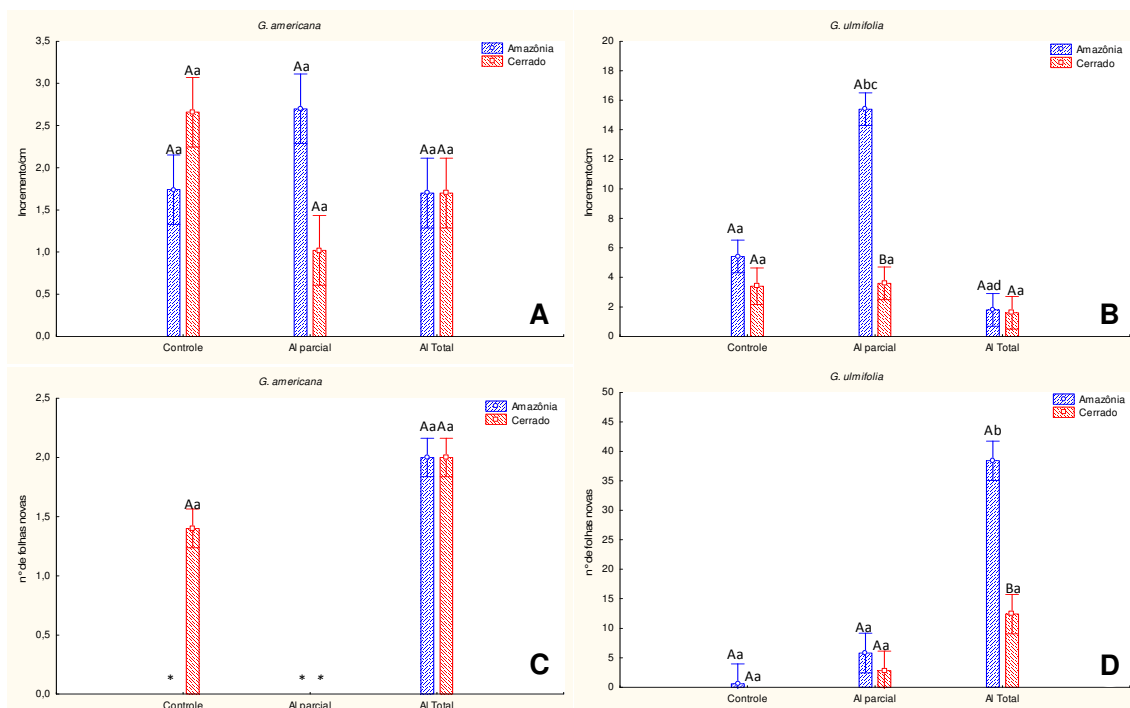 G. americana
Amazônia
Cerrado
3,5
3,0
2,5
2,0
1,5
1,0
0,5
0,0
Incremento/cm
Aa
Aa
Aa
Aa
Aa Aa
Controle
Al parcial
Al Total
A
G. ulmifolia
Amazônia
Cerrado
20
18
16
14
12
10
8
6
4
2
0
Incremento/cm
Aa
Aa
Abc
Ba
Aad
Aa
Controle
Al parcial
Al Total
B
G. americana
Amazônia
Cerrado
2,5
2,0
1,5
1,0
0,5
0,0
n° de folhas novas
*
Aa
* *
Aa Aa
Controle
Al parcial
Al Total
C
G. ulmifolia
Amazônia
Cerrado
50
45
40
35
30
25
20
15
10
5
0
n° de folhas novas
Aa
Aa
Aa
Aa
Ab
Ba
Controle
Al parcial
Al Total
D